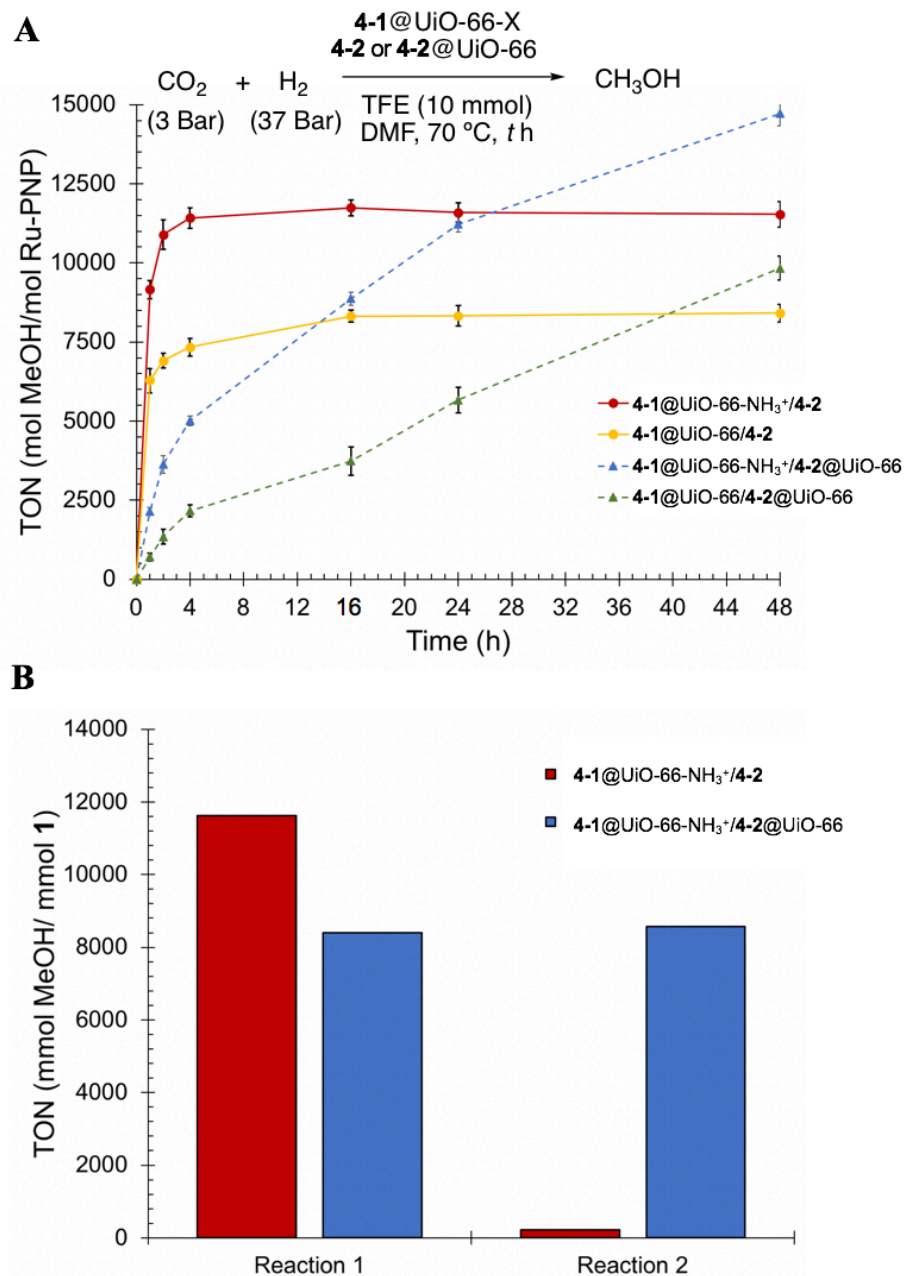 A
4-1@UiO-66-X
4-2 or 4-2@UiO-66
CO₂ + H₂ CH₃OH
(3 Bar) (37 Bar)
TFE (10 mmol)
DMF, 70 ºC, t h
TON (mol MeOH/mol Ru-PNP)
15000
12500
10000
7500
5000
2500
0
4-1@UiO-66-NH₃⁺/4-2
4-1@UiO-66/4-2
4-1@UiO-66-NH₃⁺/4-2@UiO-66
4-1@UiO-66/4-2@UiO-66
0 4 8 12 16 20 24 28 32 36 40 44 48
Time (h)
B
TON (mmol MeOH/ mmol 1)
14000
12000
10000
8000
6000
4000
2000
0
4-1@UiO-66-NH₃⁺/4-2
4-1@UiO-66-NH₃⁺/4-2@UiO-66
Reaction 1 Reaction 2